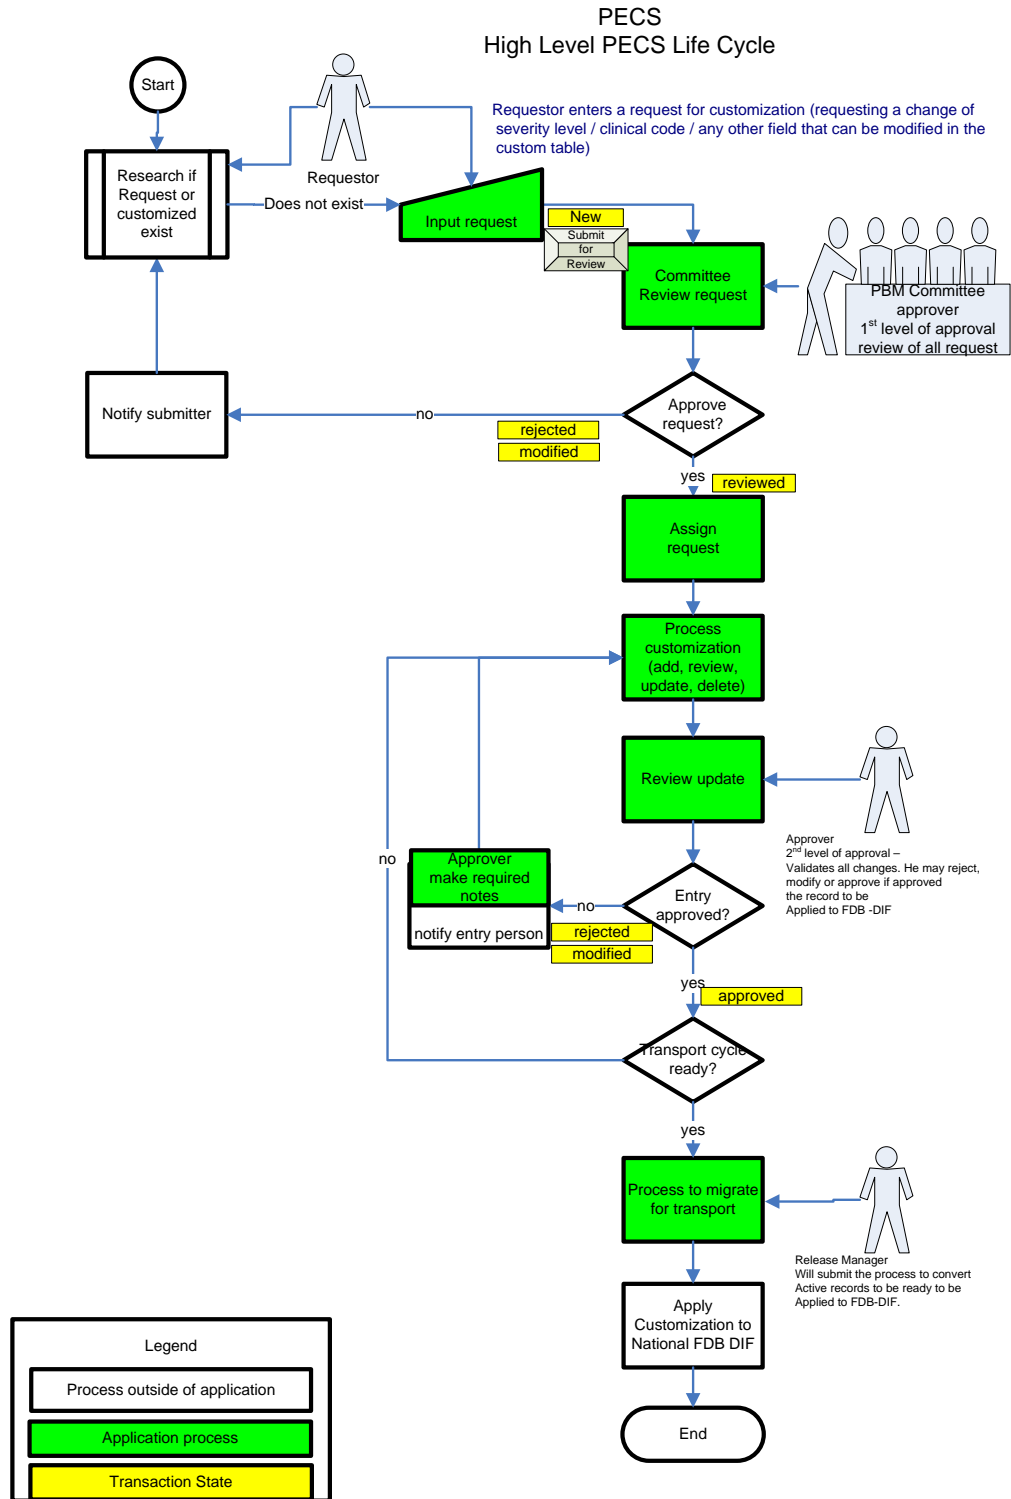 PECS
High Level PECS Life Cycle
Start
Requestor enters a request for customization (requesting a change of
severity level / clinical code / any other field that can be modified in the
custom table)
Research if
Request or
customized
exist
Requestor
Does not exist
Input request
New
Submit
for
Review
Committee
Review request
PBM Committee
approver
1st level of approval
review of all request
Notify submitter
no
Approve
request?
rejected
modified
yes
reviewed
Assign
request
Process
customization
(add, review,
update, delete)
Review update
Approver
2nd level of approval –
Validates all changes. He may reject,
modify or approve if approved
the record to be
Applied to FDB -DIF
no
Approver
make required
notes
notify entry person
no
Entry
approved?
rejected
modified
yes
approved
Transport cycle
ready?
yes
Process to migrate
for transport
Release Manager
Will submit the process to convert
Active records to be ready to be
Applied to FDB-DIF.
Apply
Customization to
National FDB DIF
End
Legend
Process outside of application
Application process
Transaction State